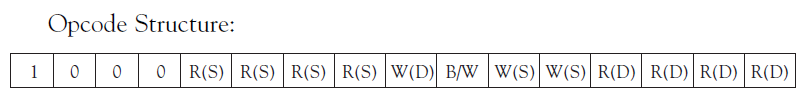 Opcode Structure:
1 0 0 0 R(S) R(S) R(S) R(S) W(D) B/W W(S) W(S) R(D) R(D) R(D) R(D)